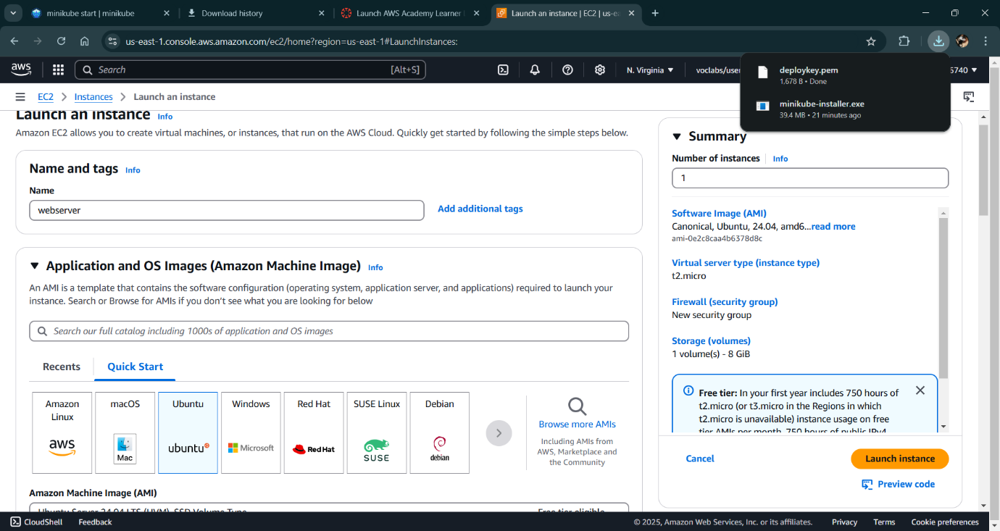 minikube start | minikube
Download history
Launch AWS Academy Learner
Launch an instance | EC2 | us-ea
us-east-1.console.aws.amazon.com/ec2/home?region=us-east-1#LaunchInstances:
aws
Search
[Alt+S]
N. Virginia
voclabs/user
6740
deploykey.pem
1,678 B • Done
minikube-installer.exe
39.4 MB • 21 minutes ago
EC2
Instances
Launch an instance
Launch an instance Info
Amazon EC2 allows you to create virtual machines, or instances, that run on the AWS Cloud. Quickly get started by following the simple steps below.
Name and tags Info
Name
webserver
Add additional tags
Application and OS Images (Amazon Machine Image) Info
An AMI is a template that contains the software configuration (operating system, application server, and applications) required to launch your
instance. Search or Browse for AMIs if you don't see what you are looking for below
Search our full catalog including 1000s of application and OS images
Recents
Quick Start
Amazon
Linux
aws
macOS
Mac
Ubuntu
ubuntu
Windows
Microsoft
Red Hat
Red Hat
SUSE Linux
SUSE
Debian
debian
Browse more AMIs
Including AMIs from
AWS, Marketplace and
the Community
Amazon Machine Image (AMI)
Ubuntu Server 24.04 LTS (HVM), SSD Volume Type
Free tier eligible
Summary
Number of instances Info
1
Software Image (AMI)
Canonical, Ubuntu, 24.04, amd6...read more
ami-0e2c8caa4b6378d8c
Virtual server type (instance type)
t2.micro
Firewall (security group)
New security group
Storage (volumes)
1 volume(s) - 8 GiB
Free tier: In your first year includes 750 hours of
t2.micro (or t3.micro in the Regions in which
t2.micro is unavailable) instance usage on free
tier AMIs per month, 750 hours of public IPv4
Cancel
Launch instance
Preview code
CloudShell
Feedback
© 2025, Amazon Web Services, Inc. or its affiliates.
Privacy
Terms
Cookie preferences